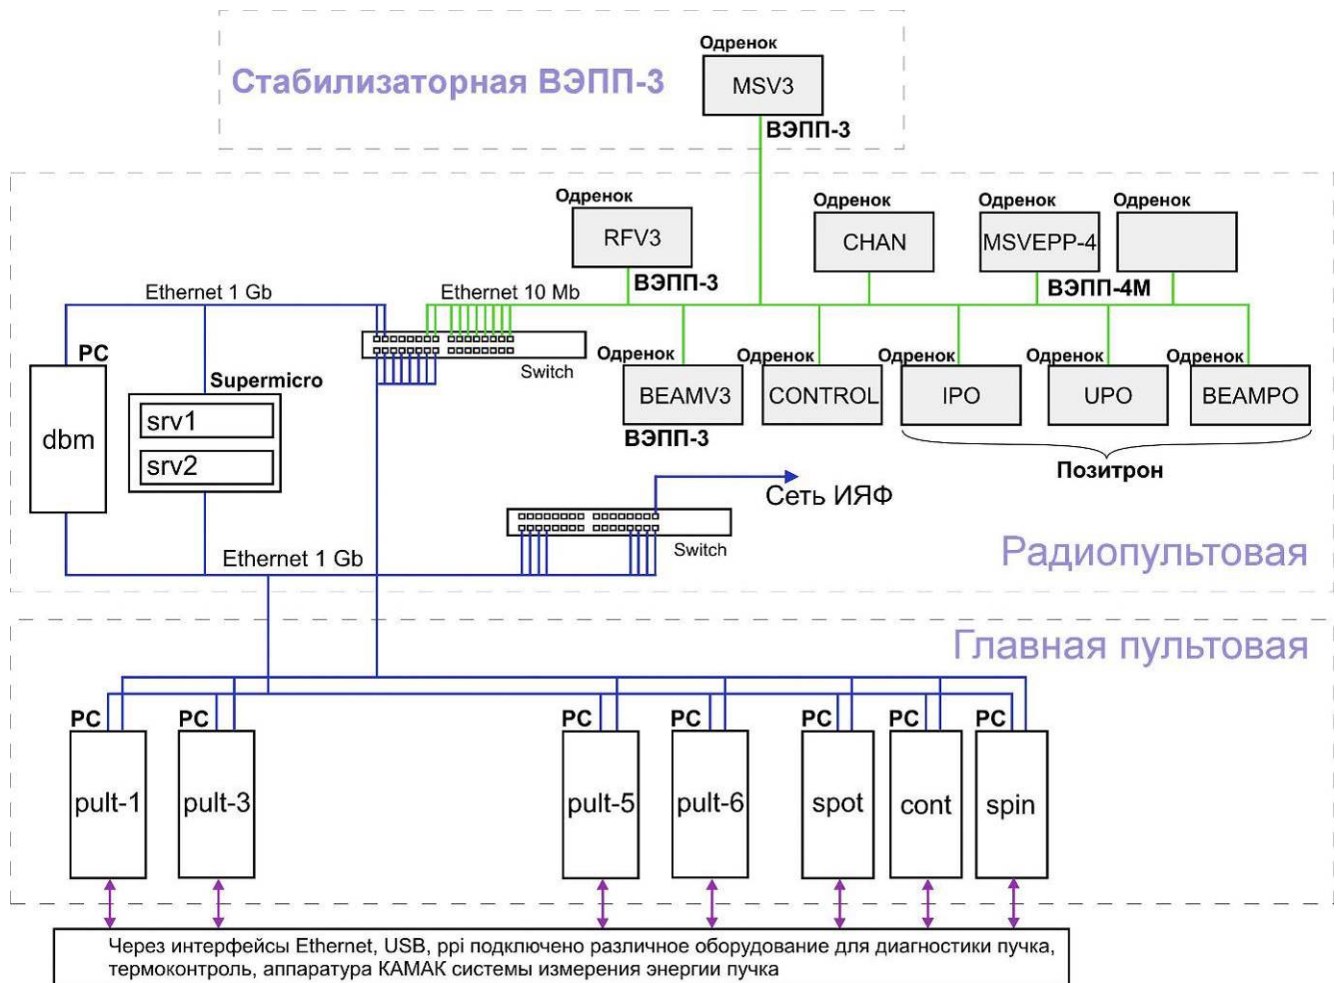 Одренок
Стабилизаторная ВЭПП-3
MSV3
ВЭПП-3
Одренок
Одренок
Одренок
Одренок
RFV3
CHAN
MSVEPP-4
ВЭПП-3
ВЭПП-4М
Ethernet 1 Gb
Ethernet 10 Mb
PC
Switch
Supermicro
Одренок
Одренок
Одренок
Одренок
Одренок
dbm
srv1
srv2
BEAMV3
CONTROL
IPO
UPO
BEAMPO
ВЭПП-3
Позитрон
Сеть ИЯФ
Switch
Ethernet 1 Gb
Радиопультовая
Главная пультовая
PC
PC
PC
PC
PC
PC
PC
pult-1
pult-3
pult-5
pult-6
spot
cont
spin
Через интерфейсы Ethernet, USB, ppi подключено различное оборудование для диагностики пучка,
термоконтроль, аппаратура КАМАК системы измерения энергии пучка